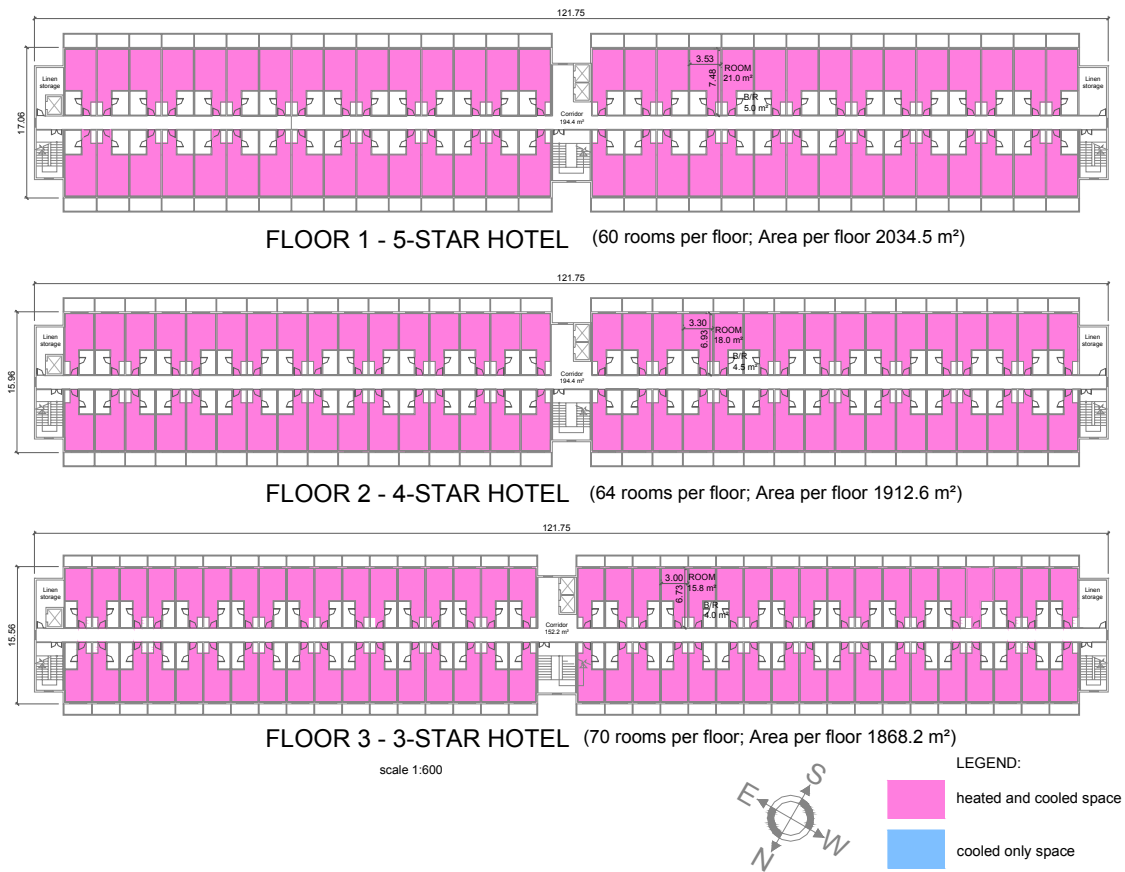 121.75
Linen
storage
17.06
3.53
7.48
ROOM
21.0 m²
B/R
5.0 m²
Corridor
194.4 m²
Linen
storage
FLOOR 1 - 5-STAR HOTEL (60 rooms per floor; Area per floor 2034.5 m²)
121.75
Linen
storage
15.96
3.30
6.93
ROOM
18.0 m²
B/R
4.5 m²
Corridor
194.4 m²
Linen
storage
FLOOR 2 - 4-STAR HOTEL (64 rooms per floor; Area per floor 1912.6 m²)
121.75
Linen
storage
15.56
3.00
6.73
ROOM
15.8 m²
B/R
4.0 m²
Corridor
152.2 m²
Linen
storage
FLOOR 3 - 3-STAR HOTEL (70 rooms per floor; Area per floor 1868.2 m²)
scale 1:600
S
E
W
N
LEGEND:
heated and cooled space
cooled only space